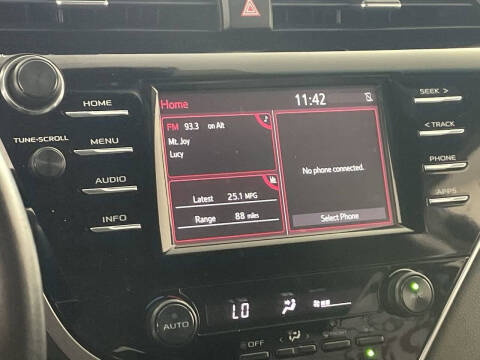 HOME
TUNE•SCROLL
MENU
AUDIO
INFO
Home
11:42
FM 93.3 on Alt
Mt. Joy
Lucy
No phone connected.
Latest 25.1 MPG
Range 88 miles
Select Phone
SEEK >
< TRACK
PHONE
APPS
AUTO
LO
OFF